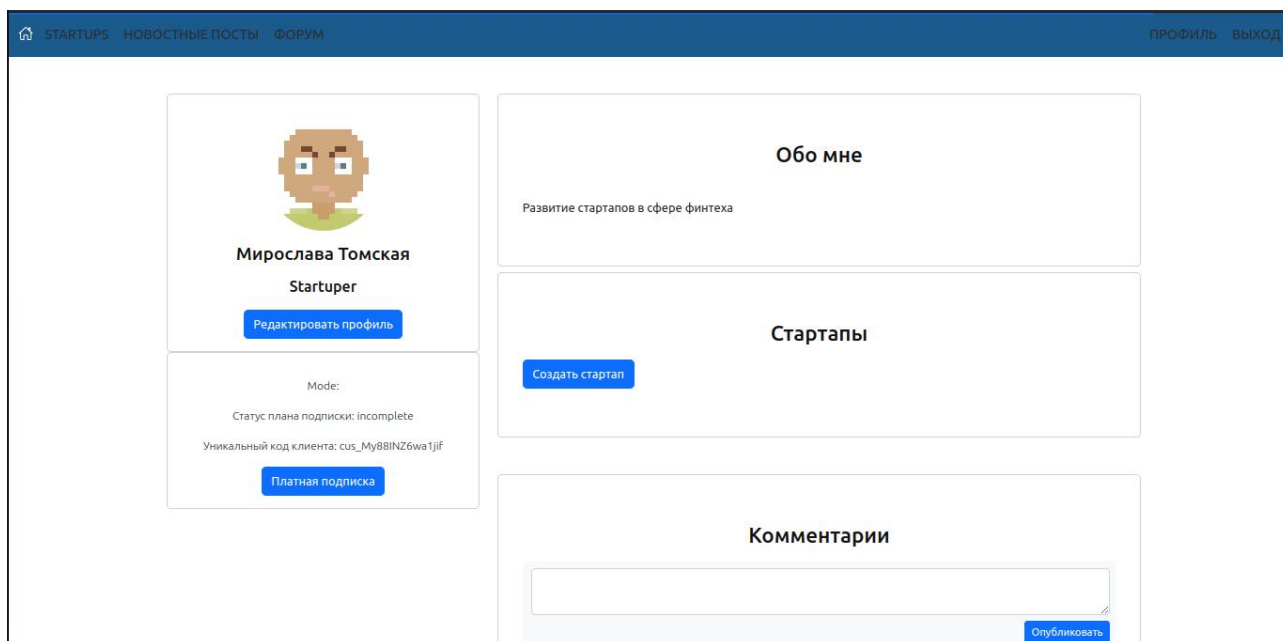 STARTUPS НОВОСТНЫЕ ПОСТЫ ФОРУМ ПРОФИЛЬ ВЫХОД
Мирослава Томская
Startuper
Редактировать профиль
Mode:
Статус плана подписки: incomplete
Уникальный код клиента: cus_My88INZ6wa1jif
Платная подписка
Обо мне
Развитие стартапов в сфере финтеха
Стартапы
Создать стартап
Комментарии
Опубликовать